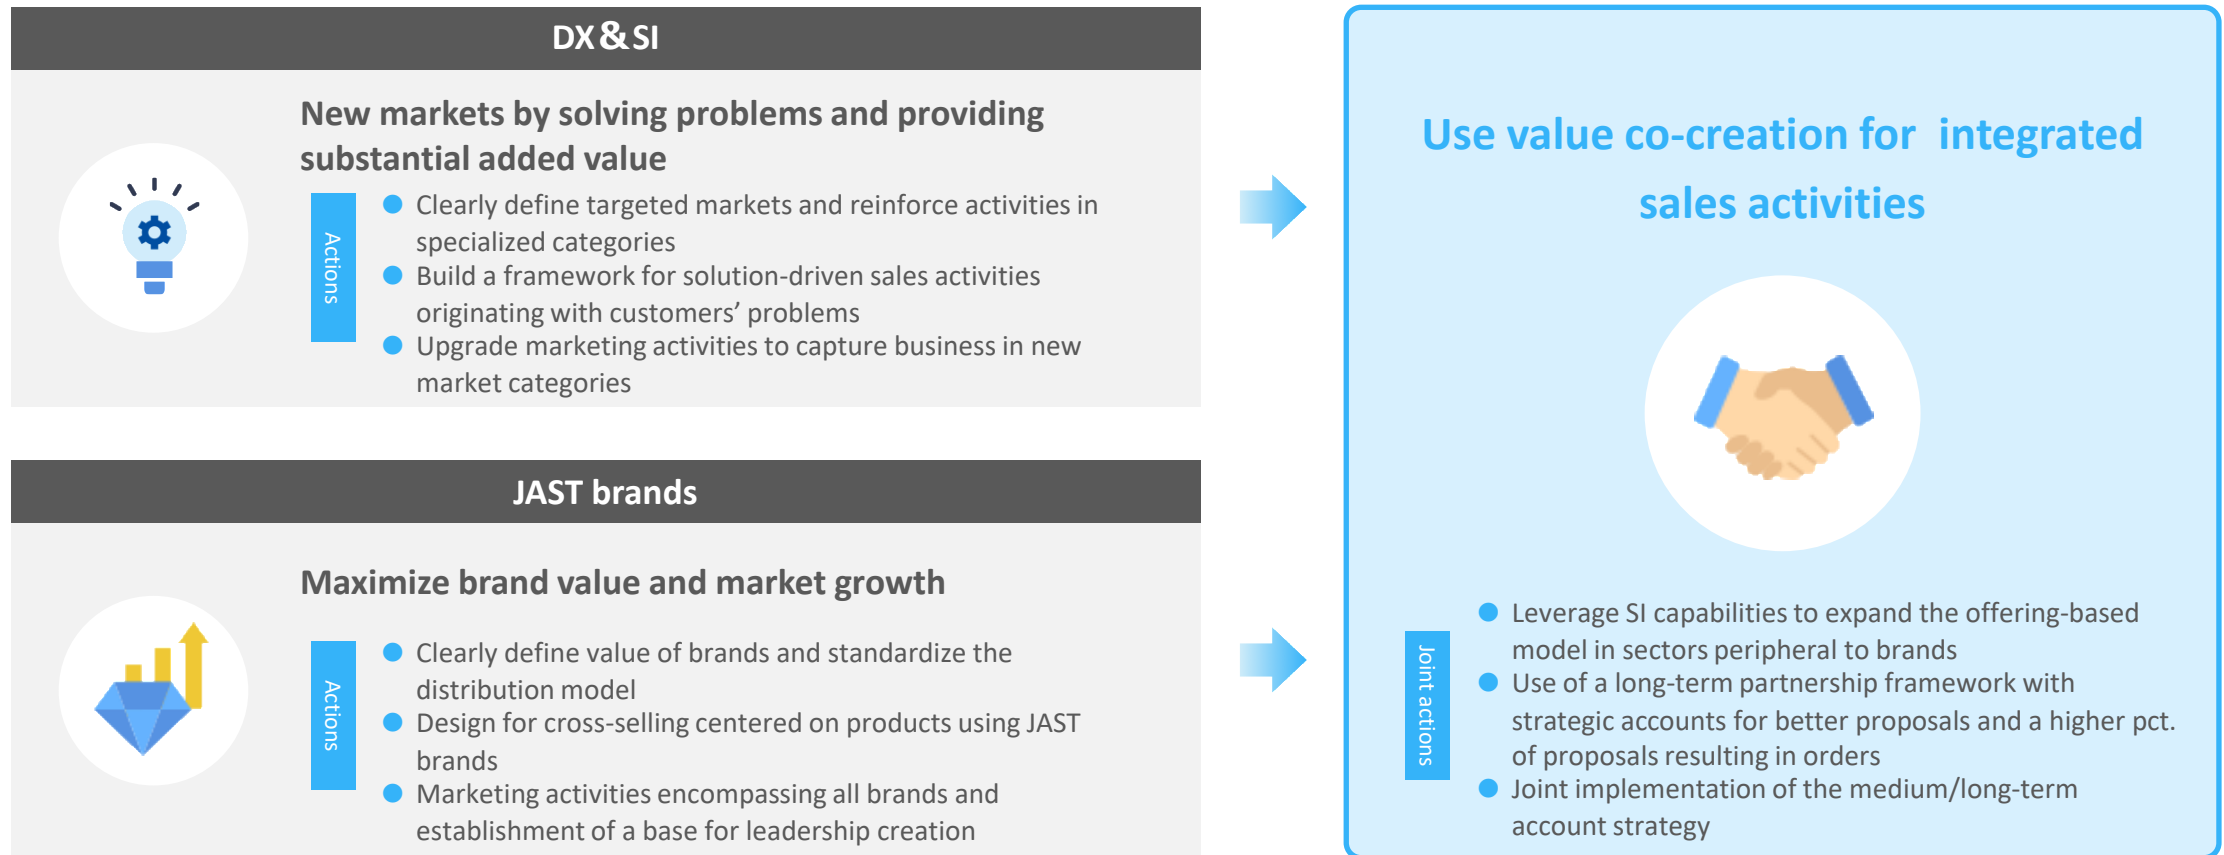 DX&SI
New markets by solving problems and providing
substantial added value
Actions
● Clearly define targeted markets and reinforce activities in
specialized categories
● Build a framework for solution-driven sales activities
originating with customers’ problems
● Upgrade marketing activities to capture business in new
market categories
JAST brands
Maximize brand value and market growth
Actions
● Clearly define value of brands and standardize the
distribution model
● Design for cross-selling centered on products using JAST
brands
● Marketing activities encompassing all brands and
establishment of a base for leadership creation
Use value co-creation for integrated
sales activities
Joint actions
● Leverage SI capabilities to expand the offering-based
model in sectors peripheral to brands
● Use of a long-term partnership framework with
strategic accounts for better proposals and a higher pct.
of proposals resulting in orders
● Joint implementation of the medium/long-term
account strategy